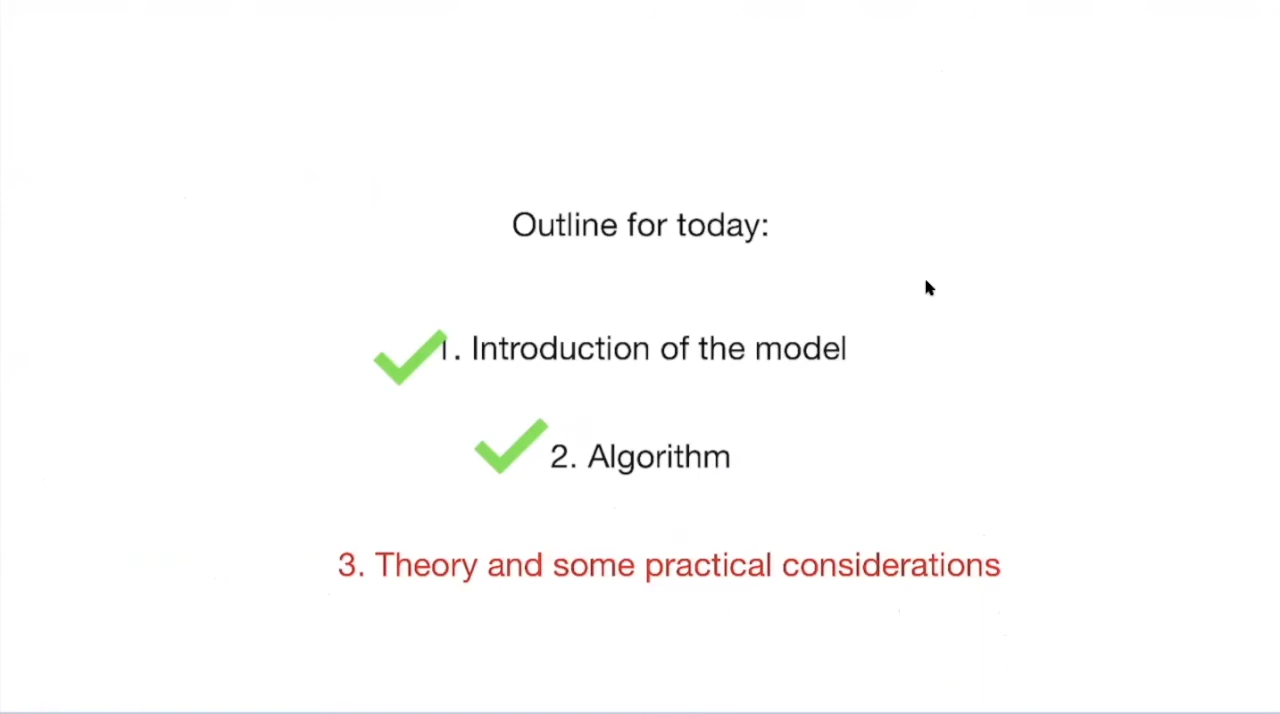 Outline for today:
1. Introduction of the model
2. Algorithm
3. Theory and some practical considerations